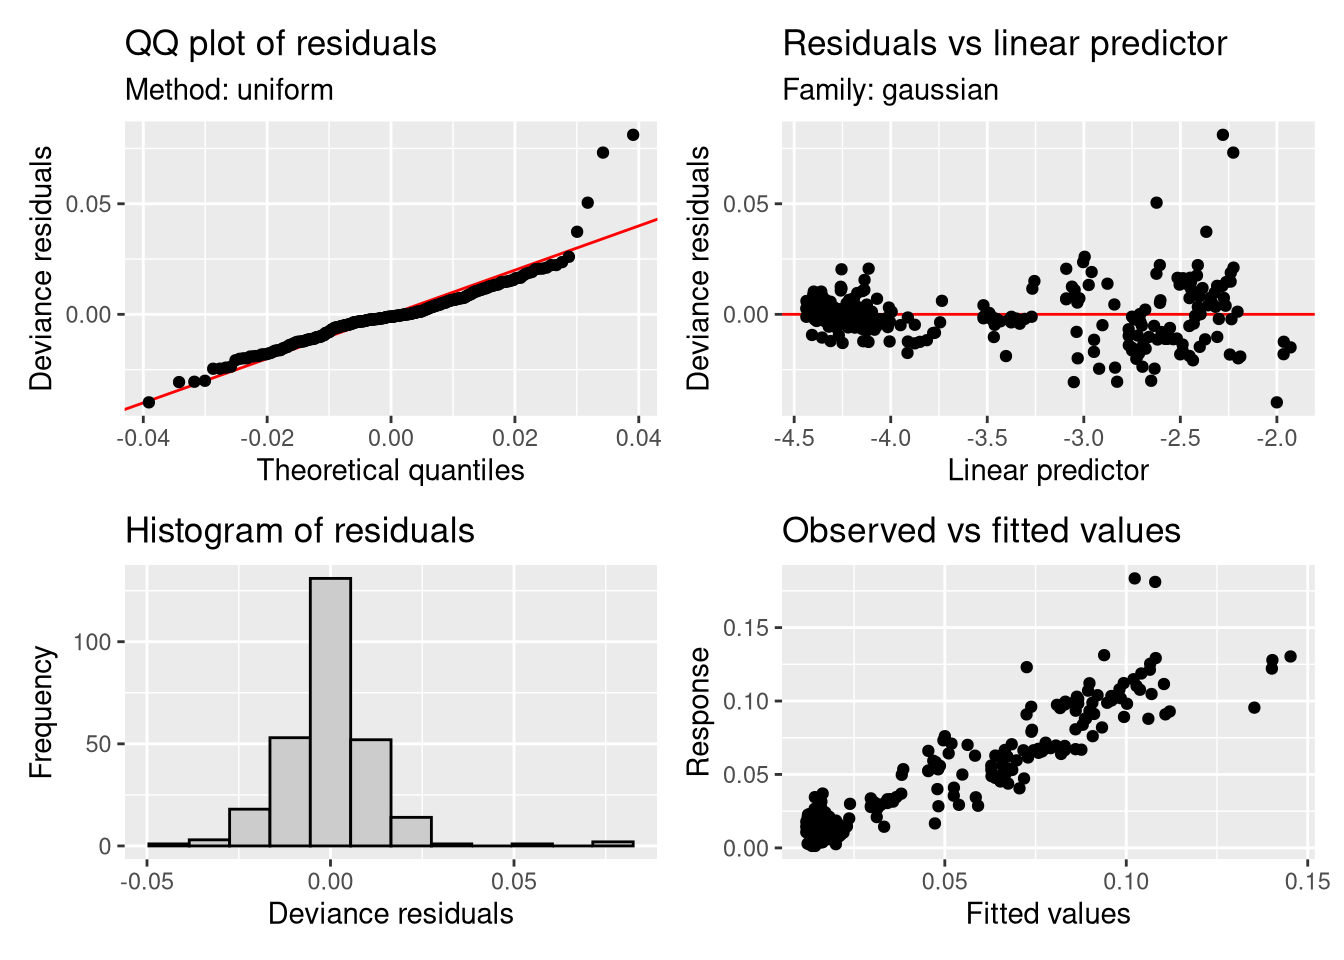 QQ plot of residuals
Method: uniform
Deviance residuals
0.05
0.00
-0.04 -0.02 0.00 0.02 0.04
Theoretical quantiles
Residuals vs linear predictor
Family: gaussian
Deviance residuals
0.05
0.00
-4.5 -4.0 -3.5 -3.0 -2.5 -2.0
Linear predictor
Histogram of residuals
Frequency
100
50
0
-0.05 0.00 0.05
Deviance residuals
Observed vs fitted values
Response
0.15
0.10
0.05
0.00
0.05 0.10 0.15
Fitted values